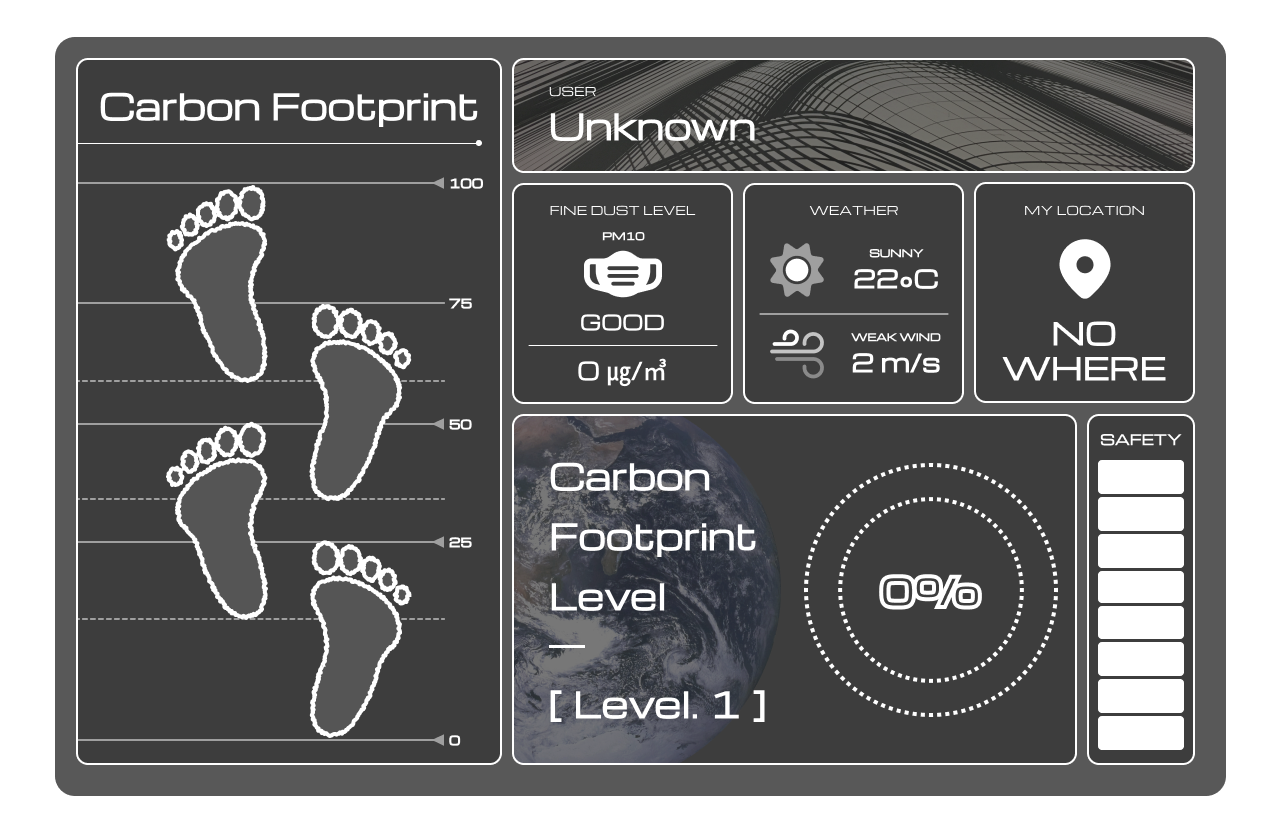 Carbon Footprint
100
75
50
25
0
USER
Unknown
FINE DUST LEVEL
PM10
GOOD
0 µg/㎥
WEATHER
SUNNY
22°C
WEAK WIND
2 m/s
MY LOCATION
NO
WHERE
Carbon
Footprint
Level
[ Level. 1 ]
0%
SAFETY